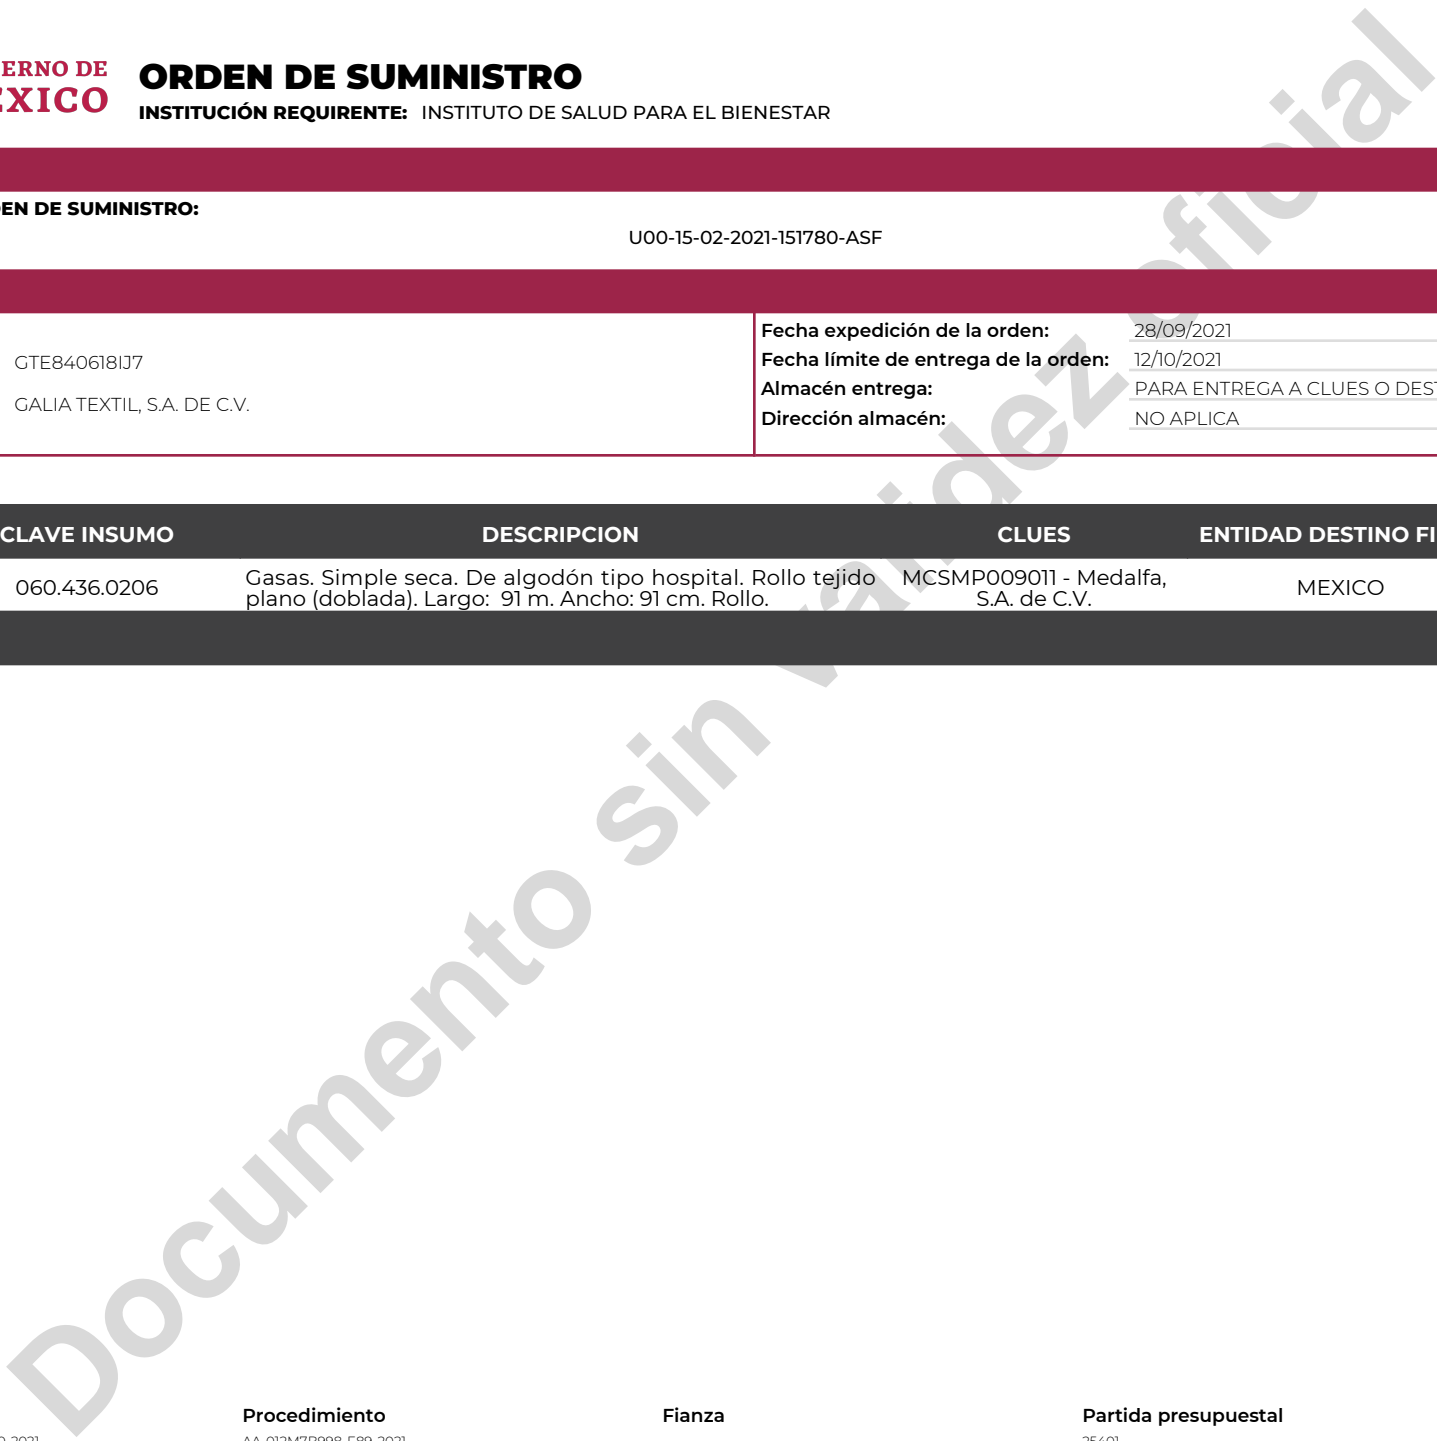 ERNO DE
ORDEN DE SUMINISTRO
XICO
INSTITUCIÓN REQUIRENTE: INSTITUTO DE SALUD PARA EL BIENESTAR
EN DE SUMINISTRO:
U00-15-02-2021-151780-ASF
GTE840618IJ7
GALIA TEXTIL, S.A. DE C.V.
Fecha expedición de la orden: 28/09/2021
Fecha límite de entrega de la orden: 12/10/2021
Almacén entrega: PARA ENTREGA A CLUES O DEST
Dirección almacén: NO APLICA
CLAVE INSUMO DESCRIPCION CLUES ENTIDAD DESTINO FI
060.436.0206
Gasas. Simple seca. De algodón tipo hospital. Rollo tejido
plano (doblada). Largo: 91 m. Ancho: 91 cm. Rollo.
MCSMP009011 - Medalfa,
S.A. de C.V.
MEXICO
Documento sin validez oficial
Procedimiento Fianza Partida presupuestal